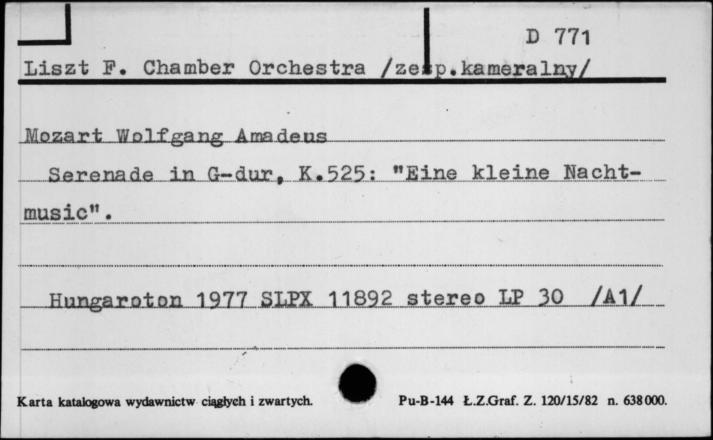 D 771
Liszt F. Chamber Orchestra /zesp.kameralny/
Mozart Wolfgang Amadeus
Serenade in G-dur, K.525: "Eine kleine Nacht-
music".
Hungaroton 1977 SLPX 11892 stereo LP 30 /A1/
Karta katalogowa wydawnictw ciągłych i zwartych.
Pu-B-144 Ł.Z.Graf. Z. 120/15/82 n. 638000.